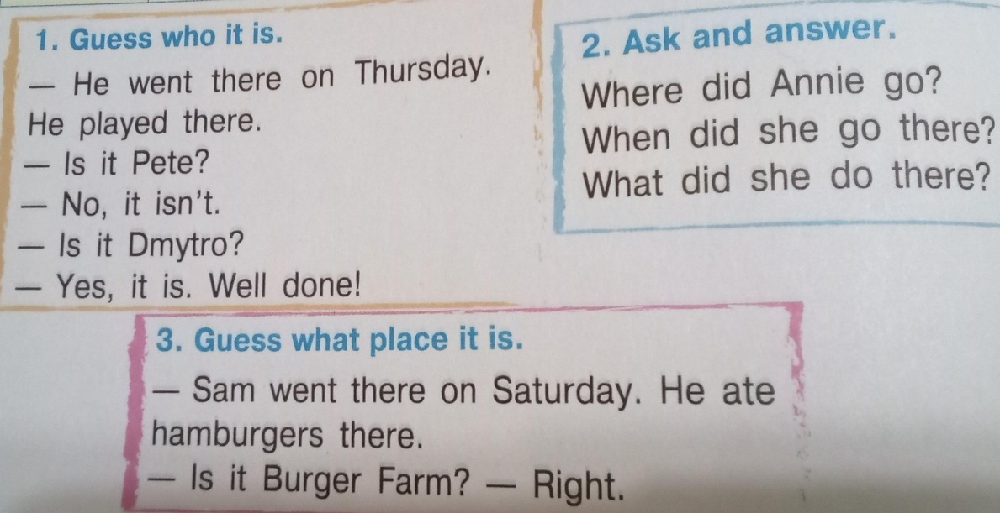 1. Guess who it is.
— He went there on Thursday.
He played there.
— Is it Pete?
— No, it isn't.
— Is it Dmytro?
— Yes, it is. Well done!
2. Ask and answer.
Where did Annie go?
When did she go there?
What did she do there?
3. Guess what place it is.
— Sam went there on Saturday. He ate
hamburgers there.
— Is it Burger Farm? — Right.